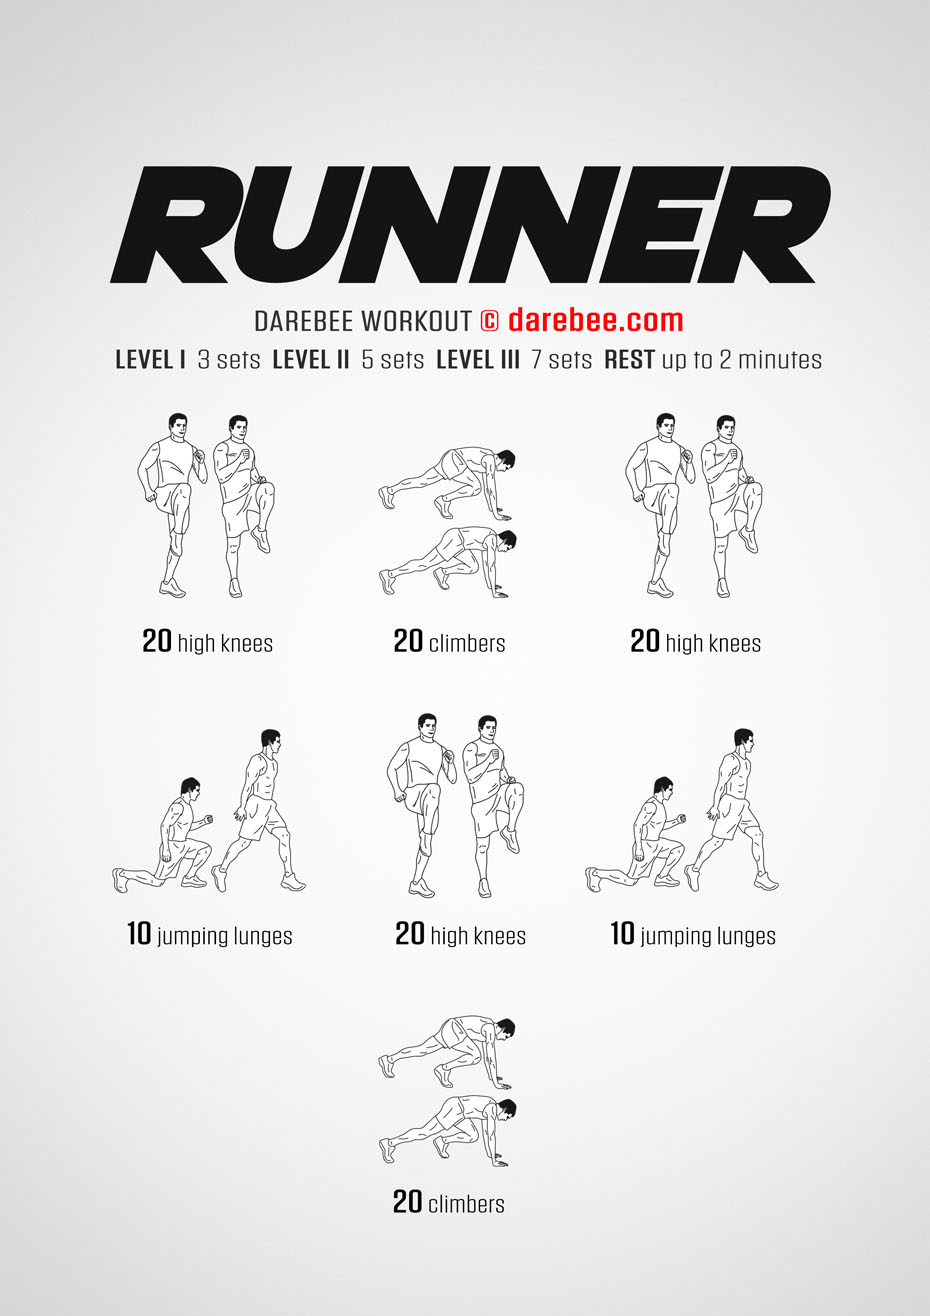 RUNNER
DAREBEE WORKOUT © darebee.com
LEVEL I 3 sets LEVEL II 5 sets LEVEL III 7 sets REST up to 2 minutes
20 high knees
20 climbers
20 high knees
10 jumping lunges
20 high knees
10 jumping lunges
20 climbers